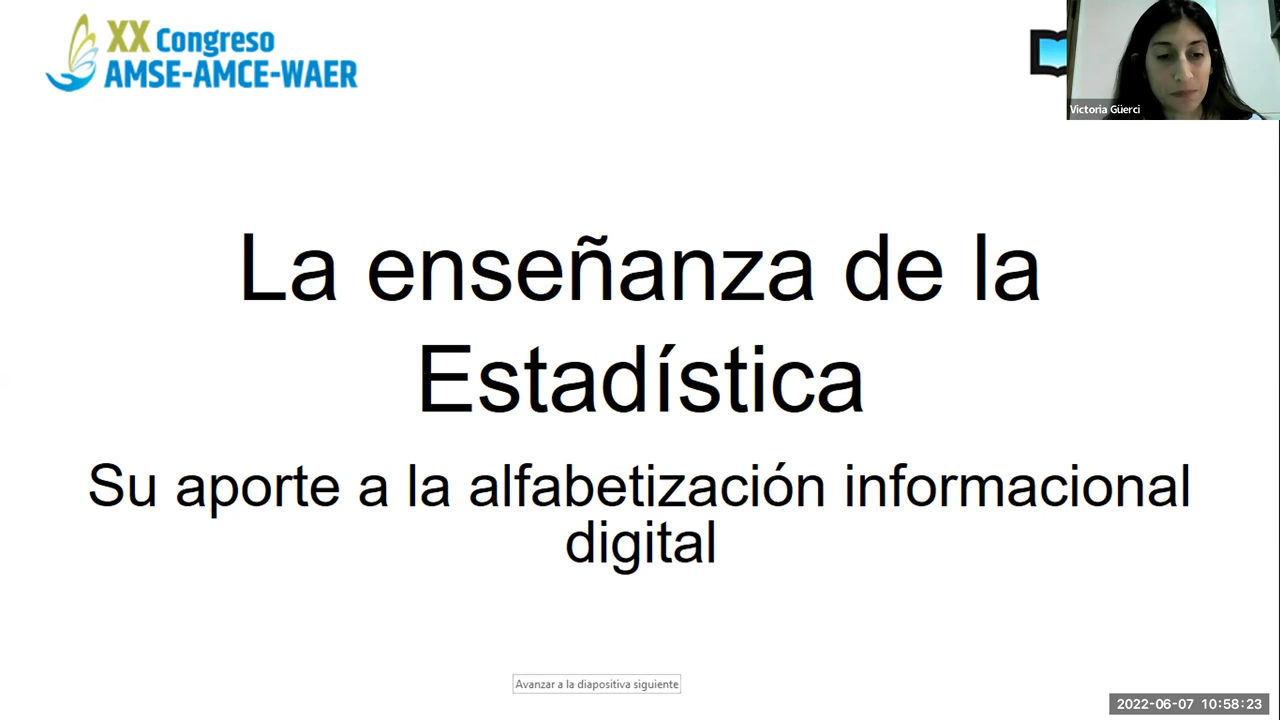 XX Congreso
AMSE-AMCE-WAER
Victoria Güerci
La enseñanza de la
Estadística
Su aporte a la alfabetización informacional
digital
Avanzar a la diapositiva siguiente
2022-06-07 10:58:23